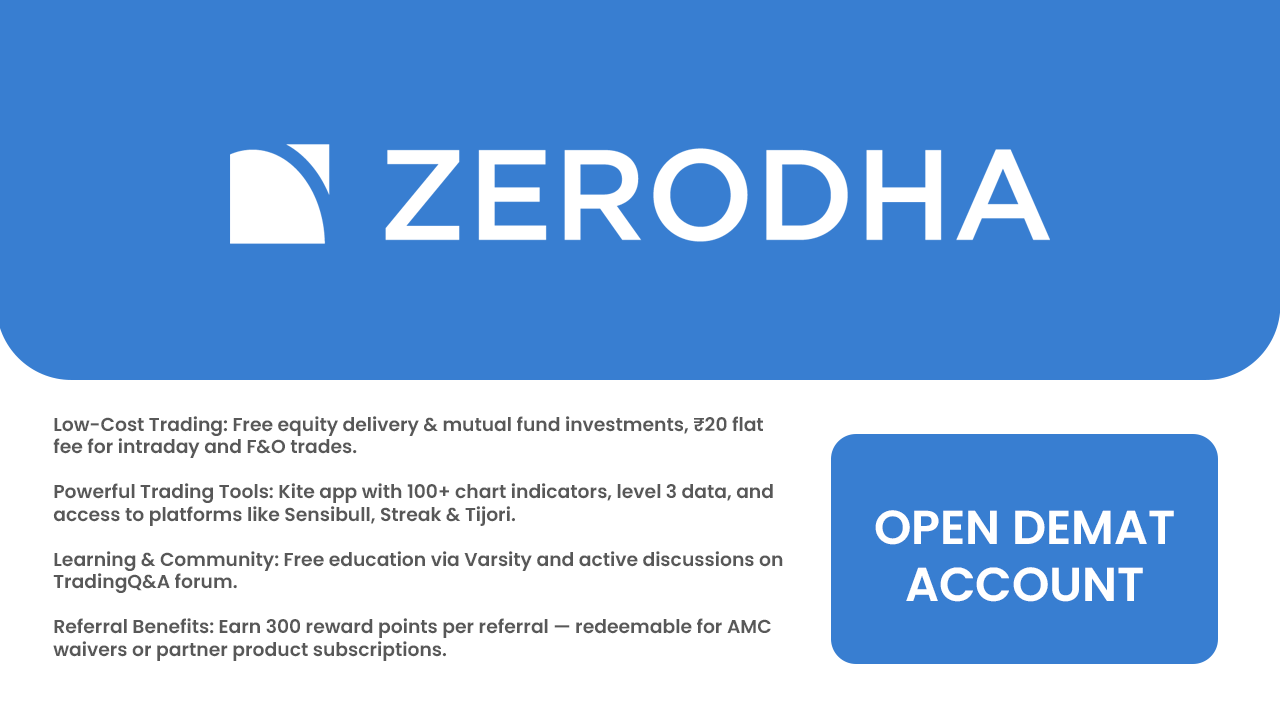 ZERODHA
Low-Cost Trading: Free equity delivery & mutual fund investments, ₹20 flat
fee for intraday and F&O trades.
Powerful Trading Tools: Kite app with 100+ chart indicators, level 3 data, and
access to platforms like Sensibull, Streak & Tijori.
Learning & Community: Free education via Varsity and active discussions on
TradingQ&A forum.
Referral Benefits: Earn 300 reward points per referral — redeemable for AMC
waivers or partner product subscriptions.
OPEN DEMAT
ACCOUNT